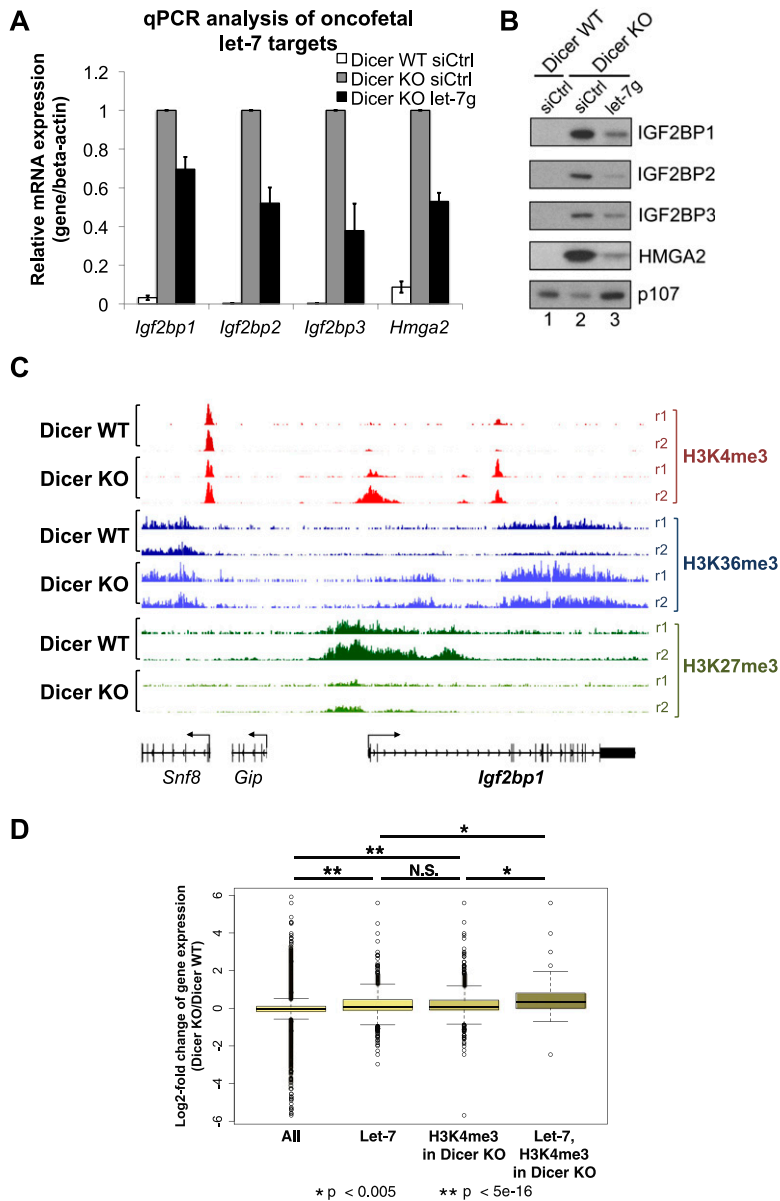 A
qPCR analysis of oncofetal
let-7 targets
Dicer WT siCtrl
Dicer KO siCtrl
Dicer KO let-7g
Relative mRNA expression
(gene/beta-actin)
1.2
1
0.8
0.6
0.4
0.2
0
Igf2bp1
Igf2bp2
Igf2bp3
Hmga2
B
Dicer WT
Dicer KO
siCtrl
siCtrl
let-7g
IGF2BP1
IGF2BP2
IGF2BP3
HMGA2
p107
1 2 3
C
Dicer WT
r1
r2
Dicer KO
r1
r2
H3K4me3
Dicer WT
r1
r2
Dicer KO
r1
r2
H3K36me3
Dicer WT
r1
r2
Dicer KO
r1
r2
H3K27me3
Snf8
Gip
Igf2bp1
D
*
**
**
N.S.
*
Log2-fold change of gene expression
(Dicer KO/Dicer WT)
6
4
2
0
-2
-4
-6
All
Let-7
H3K4me3
in Dicer KO
Let-7,
H3K4me3
in Dicer KO
* p < 0.005
** p < 5e-16